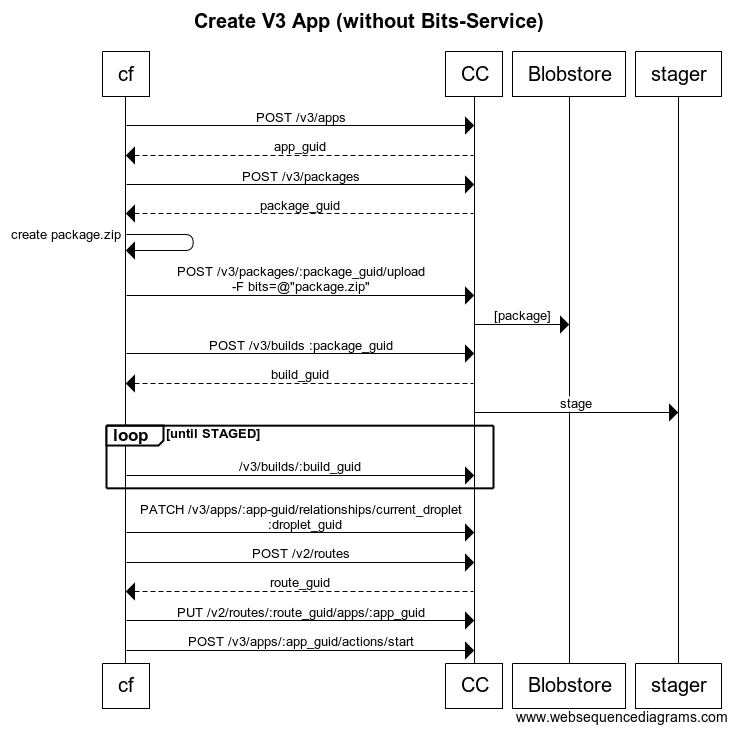 Create V3 App (without Bits-Service)
cf
CC
Blobstore
stager
POST /v3/apps
app_guid
POST /v3/packages
package_guid
create package.zip
POST /v3/packages/:package_guid/upload
-F bits=@"package.zip"
[package]
POST /v3/builds :package_guid
build_guid
stage
loop
[until STAGED]
/v3/builds/:build_guid
PATCH /v3/apps/:app-guid/relationships/current_droplet
:droplet_guid
POST /v2/routes
route_guid
PUT /v2/routes/:route_guid/apps/:app_guid
POST /v3/apps/:app_guid/actions/start
cf
CC
Blobstore
stager
www.websequencediagrams.com